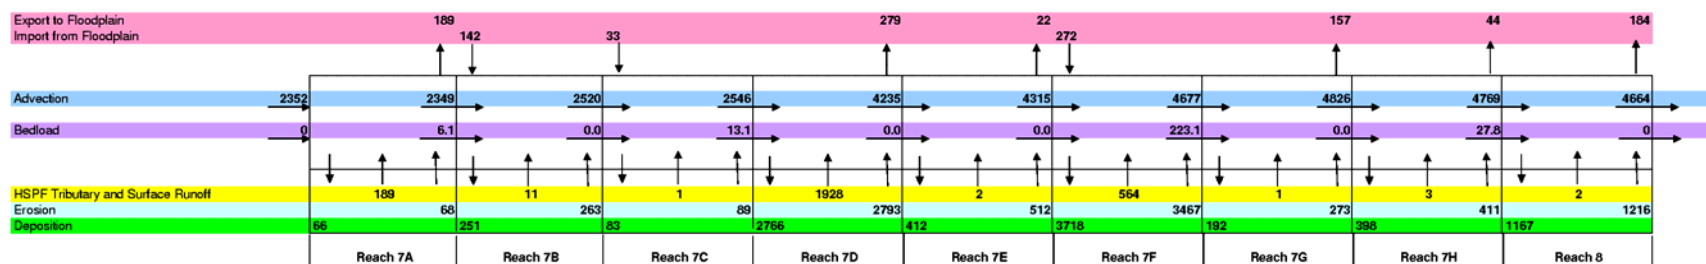 Export to Floodplain 189 279 22 157 44 184
Import from Floodplain 142 33 272
Advection 2352 2349 2520 2546 4235 4315 4677 4826 4769 4664
Bedload 0 6.1 0.0 13.1 0.0 0.0 223.1 0.0 27.8 0
HSPF Tributary and Surface Runoff 189 11 1 1928 2 564 1 3 2
Erosion 68 263 89 2793 512 3467 273 411 1216
Deposition 66 251 83 2766 412 3718 192 398 1167
Reach 7A Reach 7B Reach 7C Reach 7D Reach 7E Reach 7F Reach 7G Reach 7H Reach 8